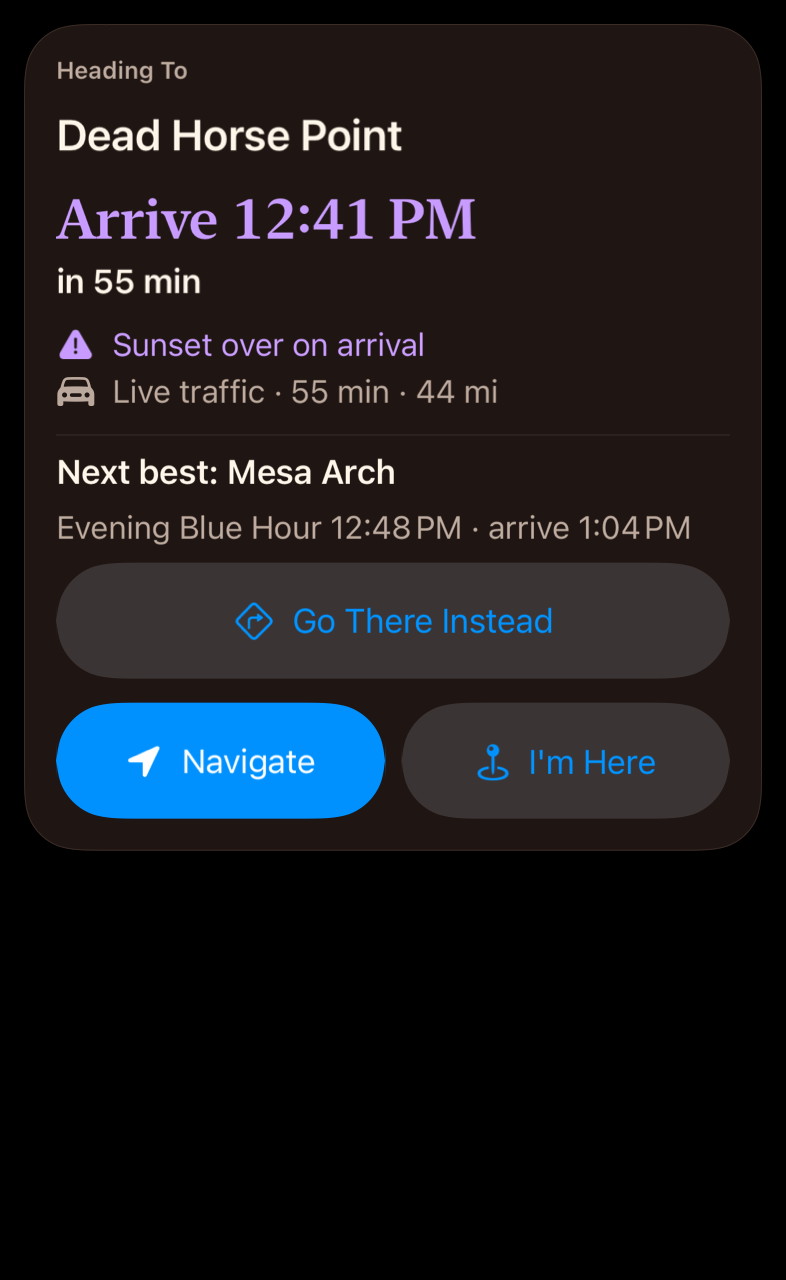 Heading To
Dead Horse Point
Arrive 12:41 PM
in 55 min
Sunset over on arrival
Live traffic · 55 min · 44 mi
Next best: Mesa Arch
Evening Blue Hour 12:48 PM · arrive 1:04 PM
Go There Instead
Navigate
I'm Here